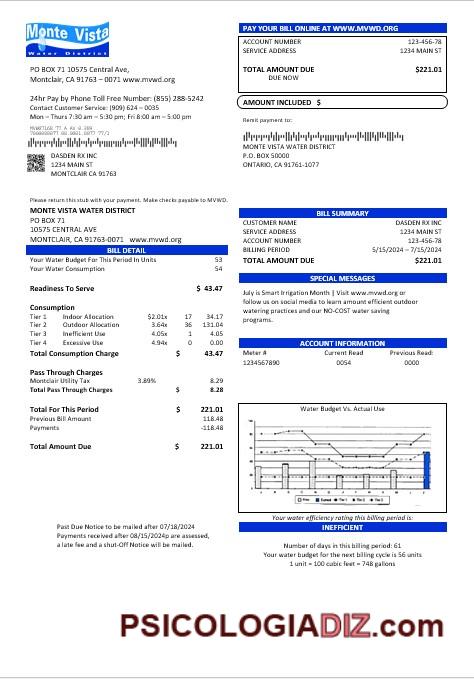 Monte Vista
Water District
PO BOX 71 10575 Central Ave,
Montclair, CA 91763 – 0071 www.mvwd.org
24hr Pay by Phone Toll Free Number: (855) 288-5242
Contact Customer Service: (909) 624 – 0035
Mon – Thurs 7:30 am – 5:30 pm; Fri 8:00 am – 5:00 pm
DASDEN RX INC
1234 MAIN ST
MONTCLAIR CA 91763
PAY YOUR BILL ONLINE AT WWW.MVWD.ORG
ACCOUNT NUMBER 123-456-78
SERVICE ADDRESS 1234 MAIN ST
TOTAL AMOUNT DUE $221.01
DUE NOW
AMOUNT INCLUDED $
Remit payment to:
MONTE VISTA WATER DISTRICT
P.O. BOX 50000
ONTARIO, CA 91761-1077
Please return this stub with your payment. Make checks payable to MVWD.
MONTE VISTA WATER DISTRICT
PO BOX 71
10575 CENTRAL AVE
MONTCLAIR, CA 91763-0071 www.mvwd.org
BILL DETAIL
Your Water Budget For This Period In Units 53
Your Water Consumption 54
Readiness To Serve $ 43.47
Consumption
Tier 1 Indoor Allocation $2.01x 17 34.17
Tier 2 Outdoor Allocation 3.64x 36 131.04
Tier 3 Inefficient Use 4.05x 1 4.05
Tier 4 Excessive Use 4.94x 0 0.00
Total Consumption Charge $ 43.47
Pass Through Charges
Montclair Utility Tax 3.89% 8.29
Total Pass Through Charges $ 8.28
Total For This Period $ 221.01
Previous Bill Amount 118.48
Payments -118.48
Total Amount Due $ 221.01
Past Due Notice to be mailed after 07/18/2024
Payments received after 08/15/2024p are assessed,
a late fee and a shut-Off Notice will be mailed.
BILL SUMMARY
CUSTOMER NAME DASDEN RX INC
SERVICE ADDRESS 1234 MAIN ST
ACCOUNT NUMBER 123-456-78
BILLING PERIOD 5/15/2024 – 7/15/2024
TOTAL AMOUNT DUE $221.01
SPECIAL MESSAGES
July is Smart Irrigation Month | Visit www.mvwd.org or
follow us on social media to learn amount efficient outdoor
watering practices and our NO-COST water saving
programs.
ACCOUNT INFORMATION
Meter # Current Read Previous Read:
1234567890 0054 0000
Water Budget Vs. Actual Use
Your water efficiency rating this billing period is:
INEFFICIENT
Number of days in this billing period: 61
Your water budget for the next billing cycle is 56 units
1 unit = 100 cubic feet = 748 gallons
PSICOLOGIADIZ.com